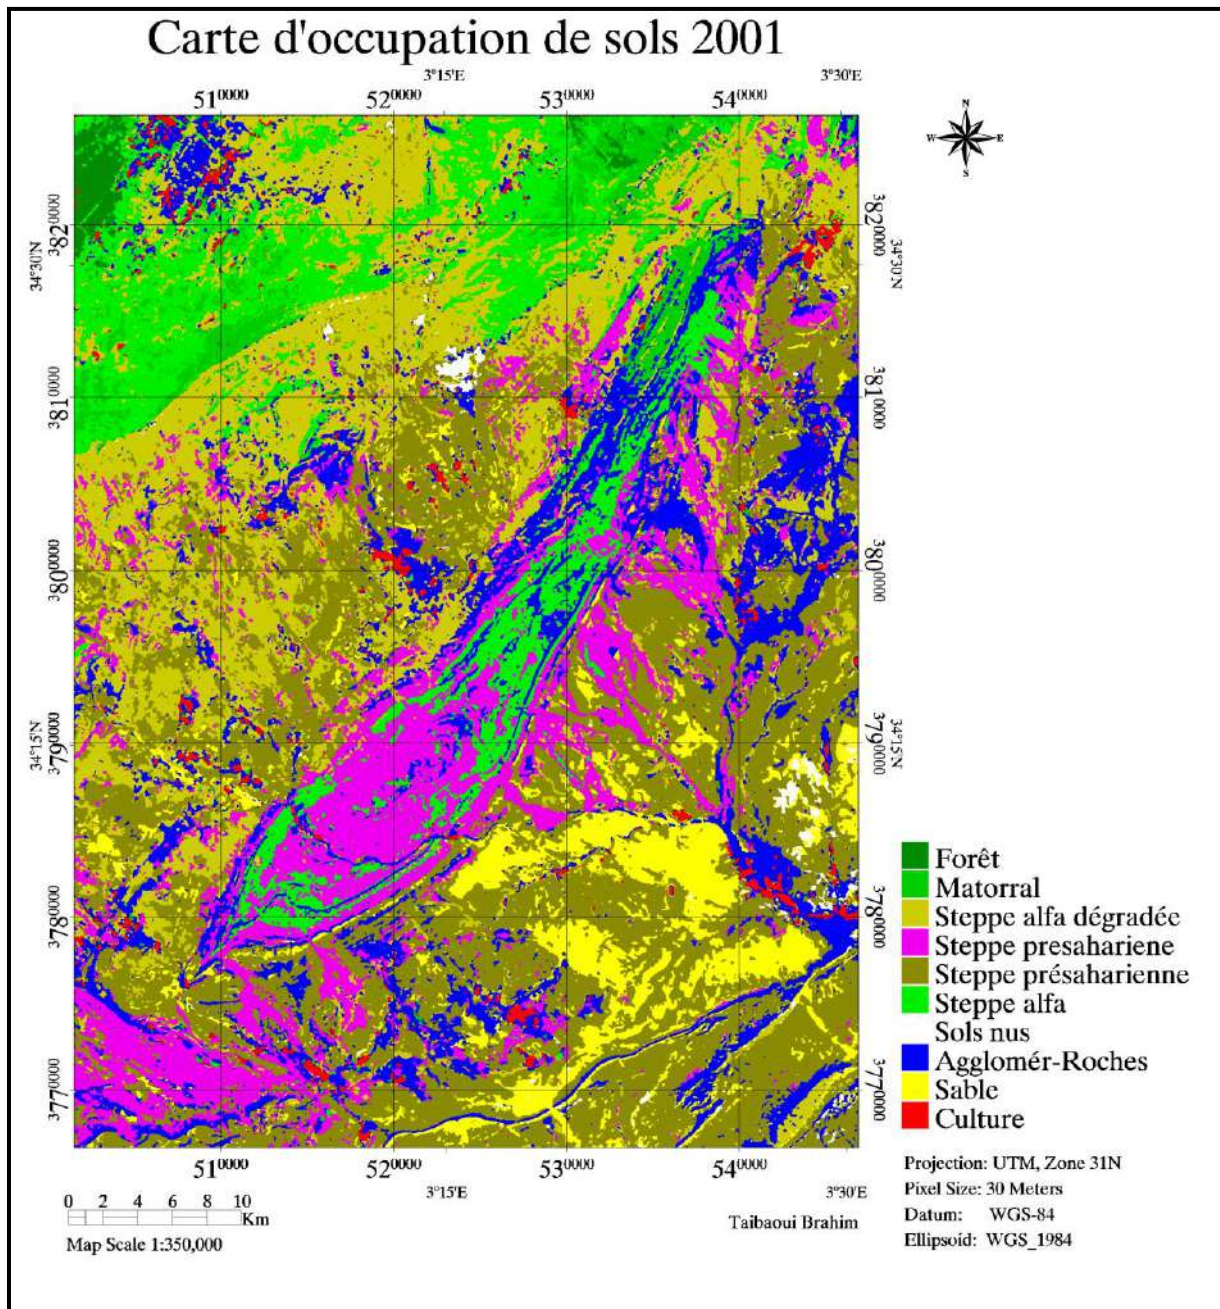 Carte d'occupation de sols 2001
3°15'E 3°30'E
510000 520000 530000 540000
N
W E
S
3820000 3820000
34°30'N 34°30'N
3810000 3810000
3800000 3800000
34°15'N 34°15'N
3790000 3790000
3780000 3780000
3770000 3770000
Forêt
Matorral
Steppe alfa dégradée
Steppe presahariene
Steppe présaharienne
Steppe alfa
Sols nus
Agglomér-Roches
Sable
Culture
510000 520000 530000 540000
3°15'E 3°30'E
0 2 4 6 8 10
Km
Map Scale 1:350,000
Taibaoui Brahim
Projection: UTM, Zone 31N
Pixel Size: 30 Meters
Datum: WGS-84
Ellipsoid: WGS_1984